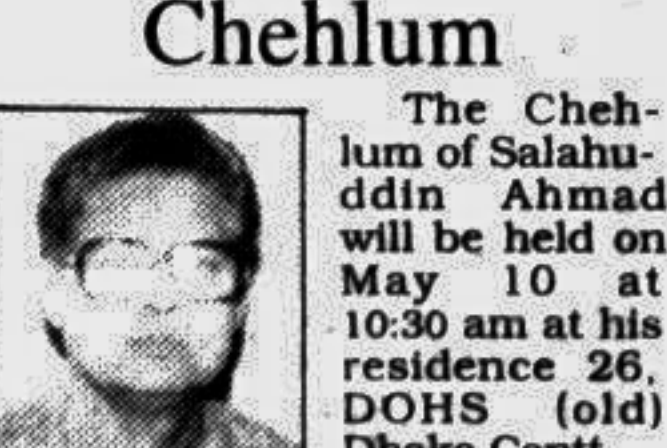 Chehlum
The Cheh-
lum of Salahu-
ddin Ahmad
will be held on
May 10 at
10:30 am at his
residence 26,
DOHS (old)